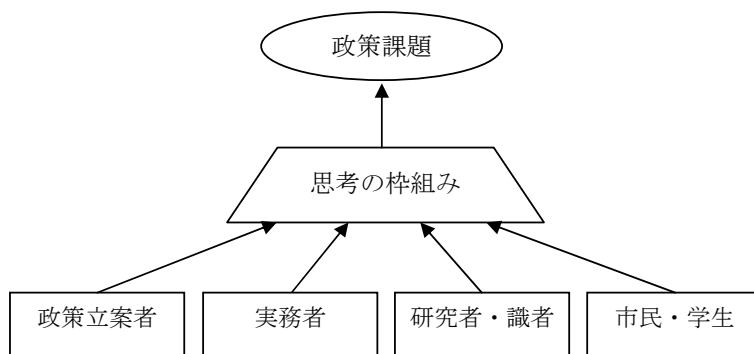 政策課題
思考の枠組み
政策立案者
実務者
研究者・識者
市民・学生